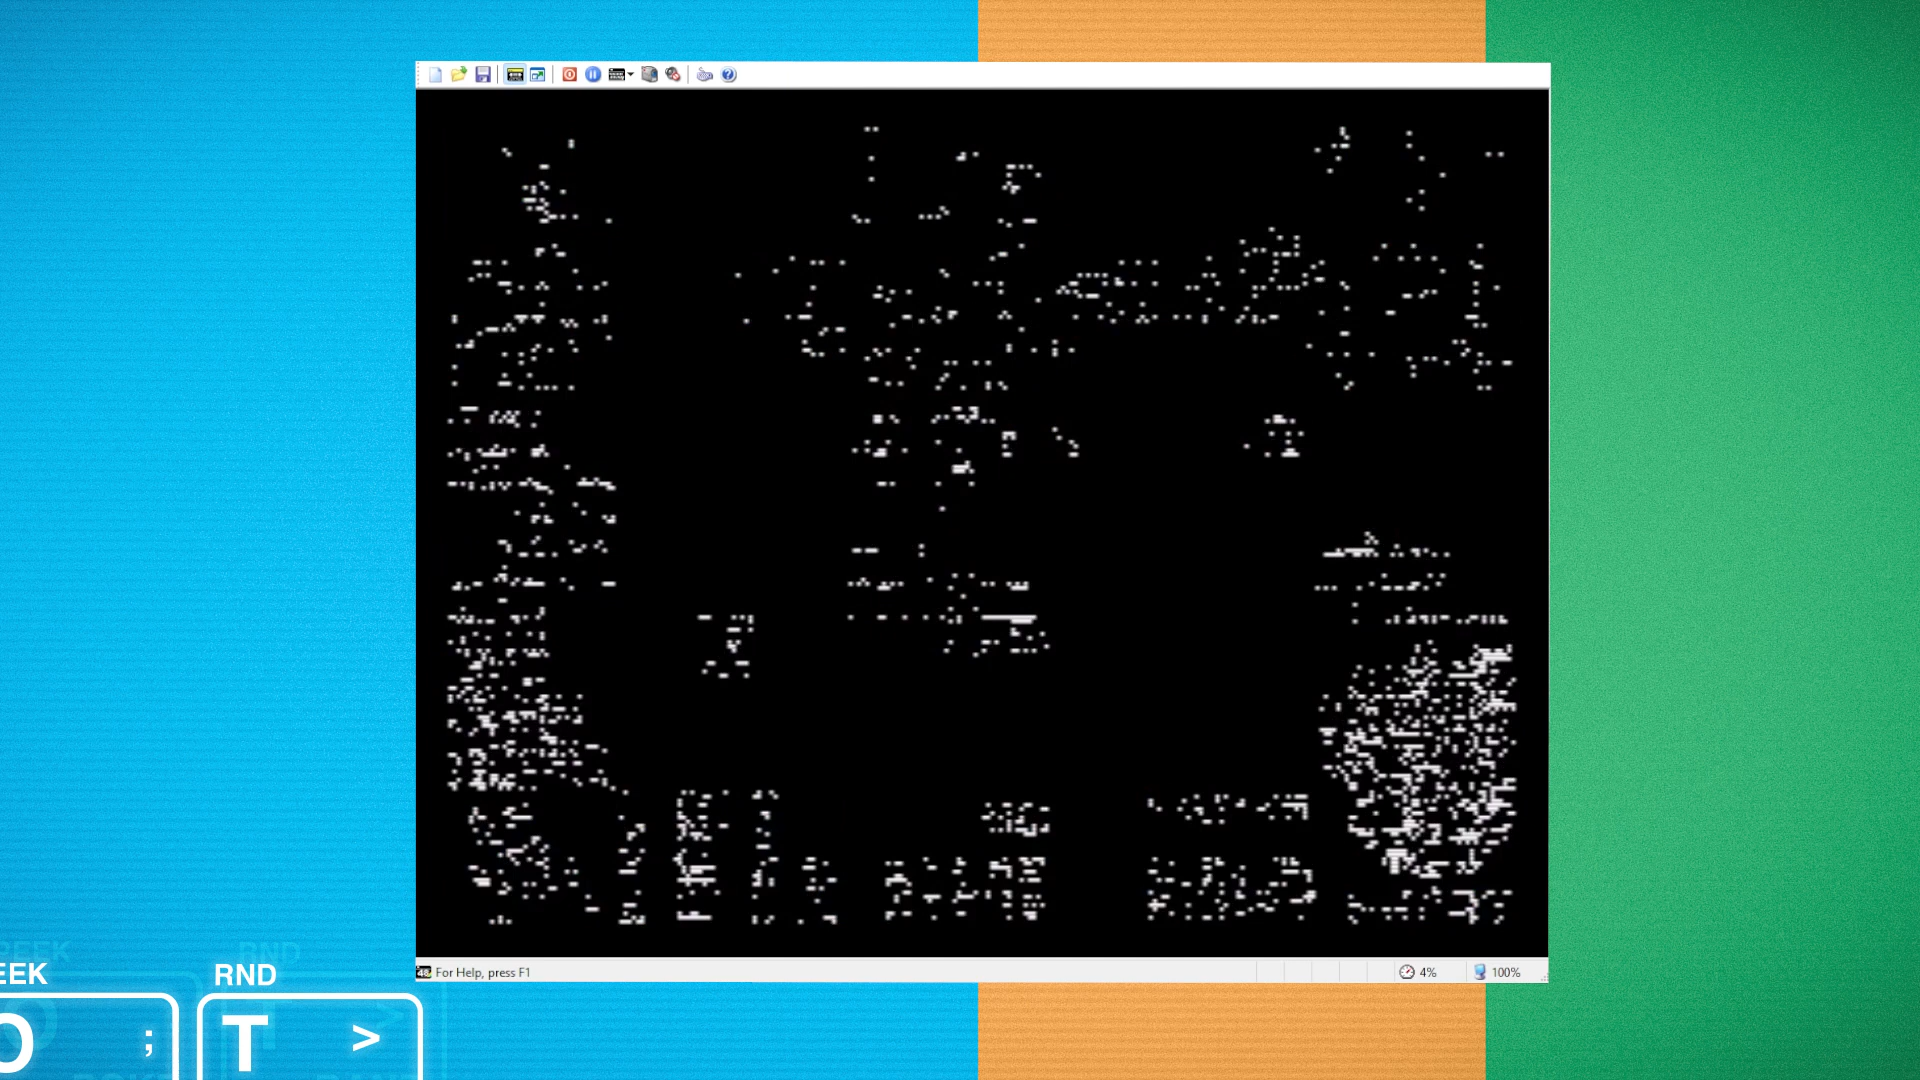 For Help, press F1
4%
100%
EEK
RND
O ;
T >